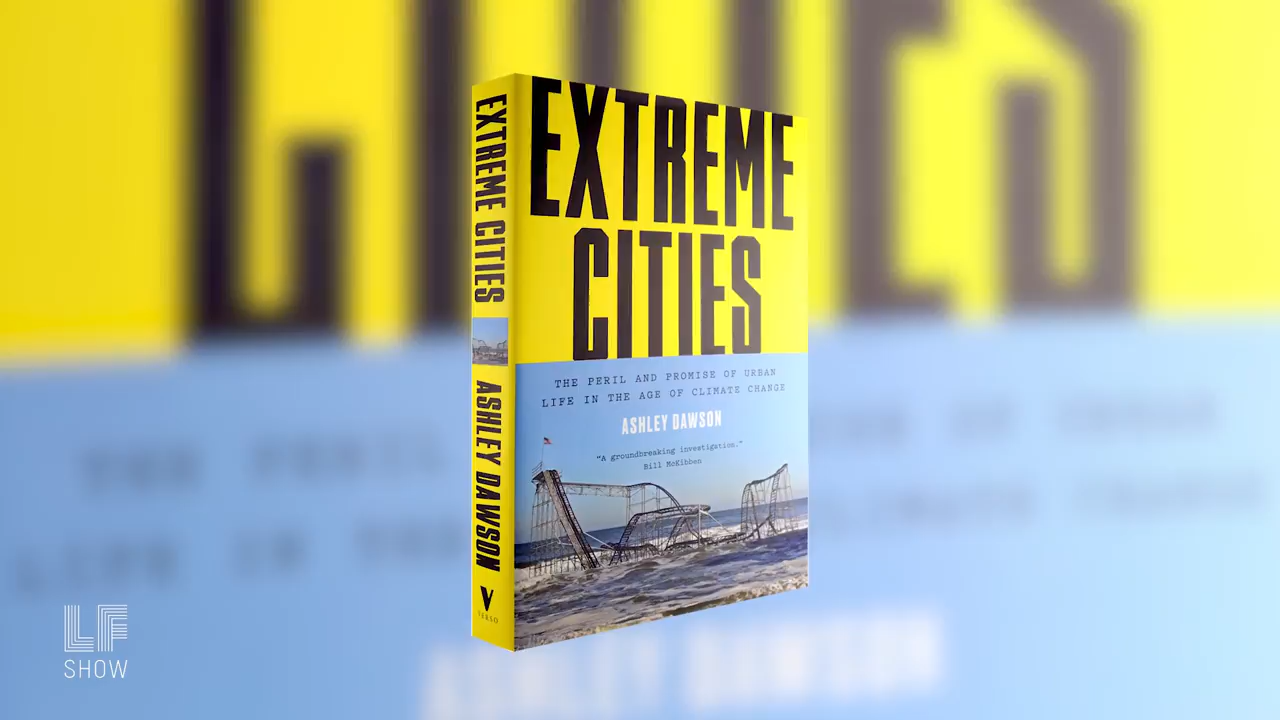 EXTREME CITIES
ASHLEY DAWSON
VERSO
EXTREME
CITIES
THE PERIL AND PROMISE OF URBAN
LIFE IN THE AGE OF CLIMATE CHANGE
ASHLEY DAWSON
"A groundbreaking investigation."
Bill McKibben
LF
SHOW